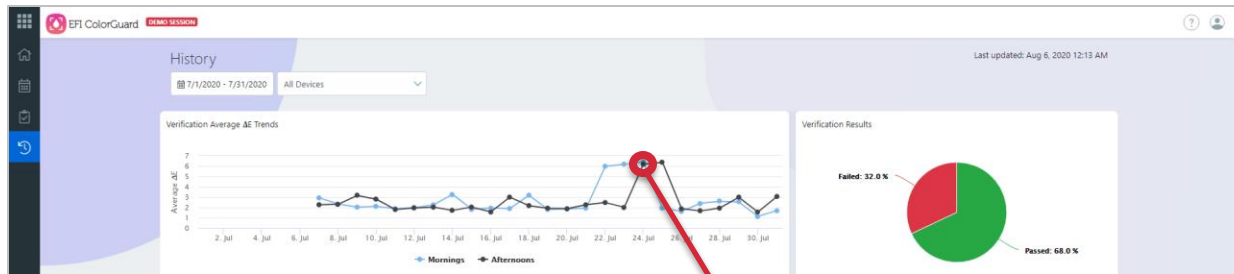 EFI ColorGuard DEMO SESSION
?
History
Last updated: Aug 6, 2020 12:13 AM
7/1/2020 - 7/31/2020 All Devices
Verification Average ΔE Trends
Verification Results
7
6
5
4
3
2
1
0
Average ΔE
2. Jul 4. Jul 6. Jul 8. Jul 10. Jul 12. Jul 14. Jul 16. Jul 18. Jul 20. Jul 22. Jul 24. Jul 26. Jul 28. Jul 30. Jul
Mornings Afternoons
Failed: 32.0 %
Passed: 68.0 %